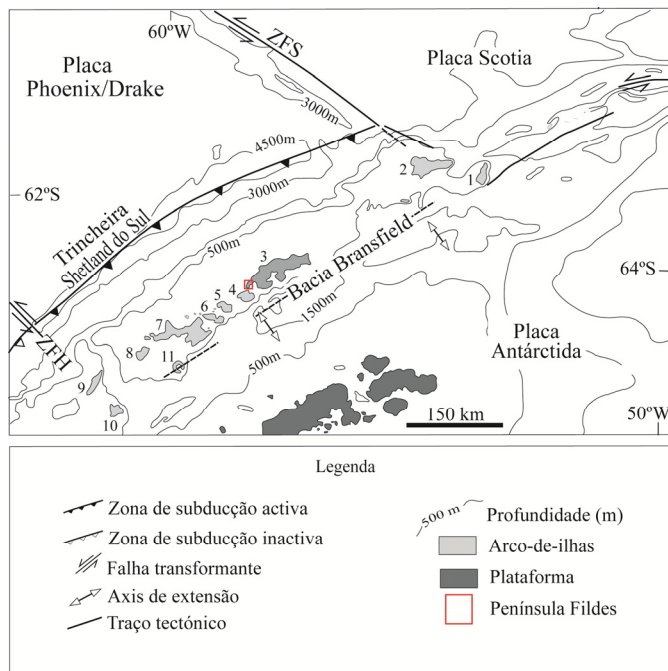 60ºW
ZFS
Placa
Phoenix/Drake
Placa Scotia
3000m
4500m
3000m
62ºS
2
1
Trincheira
Shetland do Sul
500m
Bacia Bransfield
3
4
5
6
7
8
11
9
10
1500m
500m
64ºS
ZFH
Placa
Antárctida
150 km
50ºW
Legenda
Zona de subducção activa
Zona de subducção inactiva
Falha transformante
Axis de extensão
Traço tectónico
500 m
Profundidade (m)
Arco-de-ilhas
Plataforma
Península Fildes